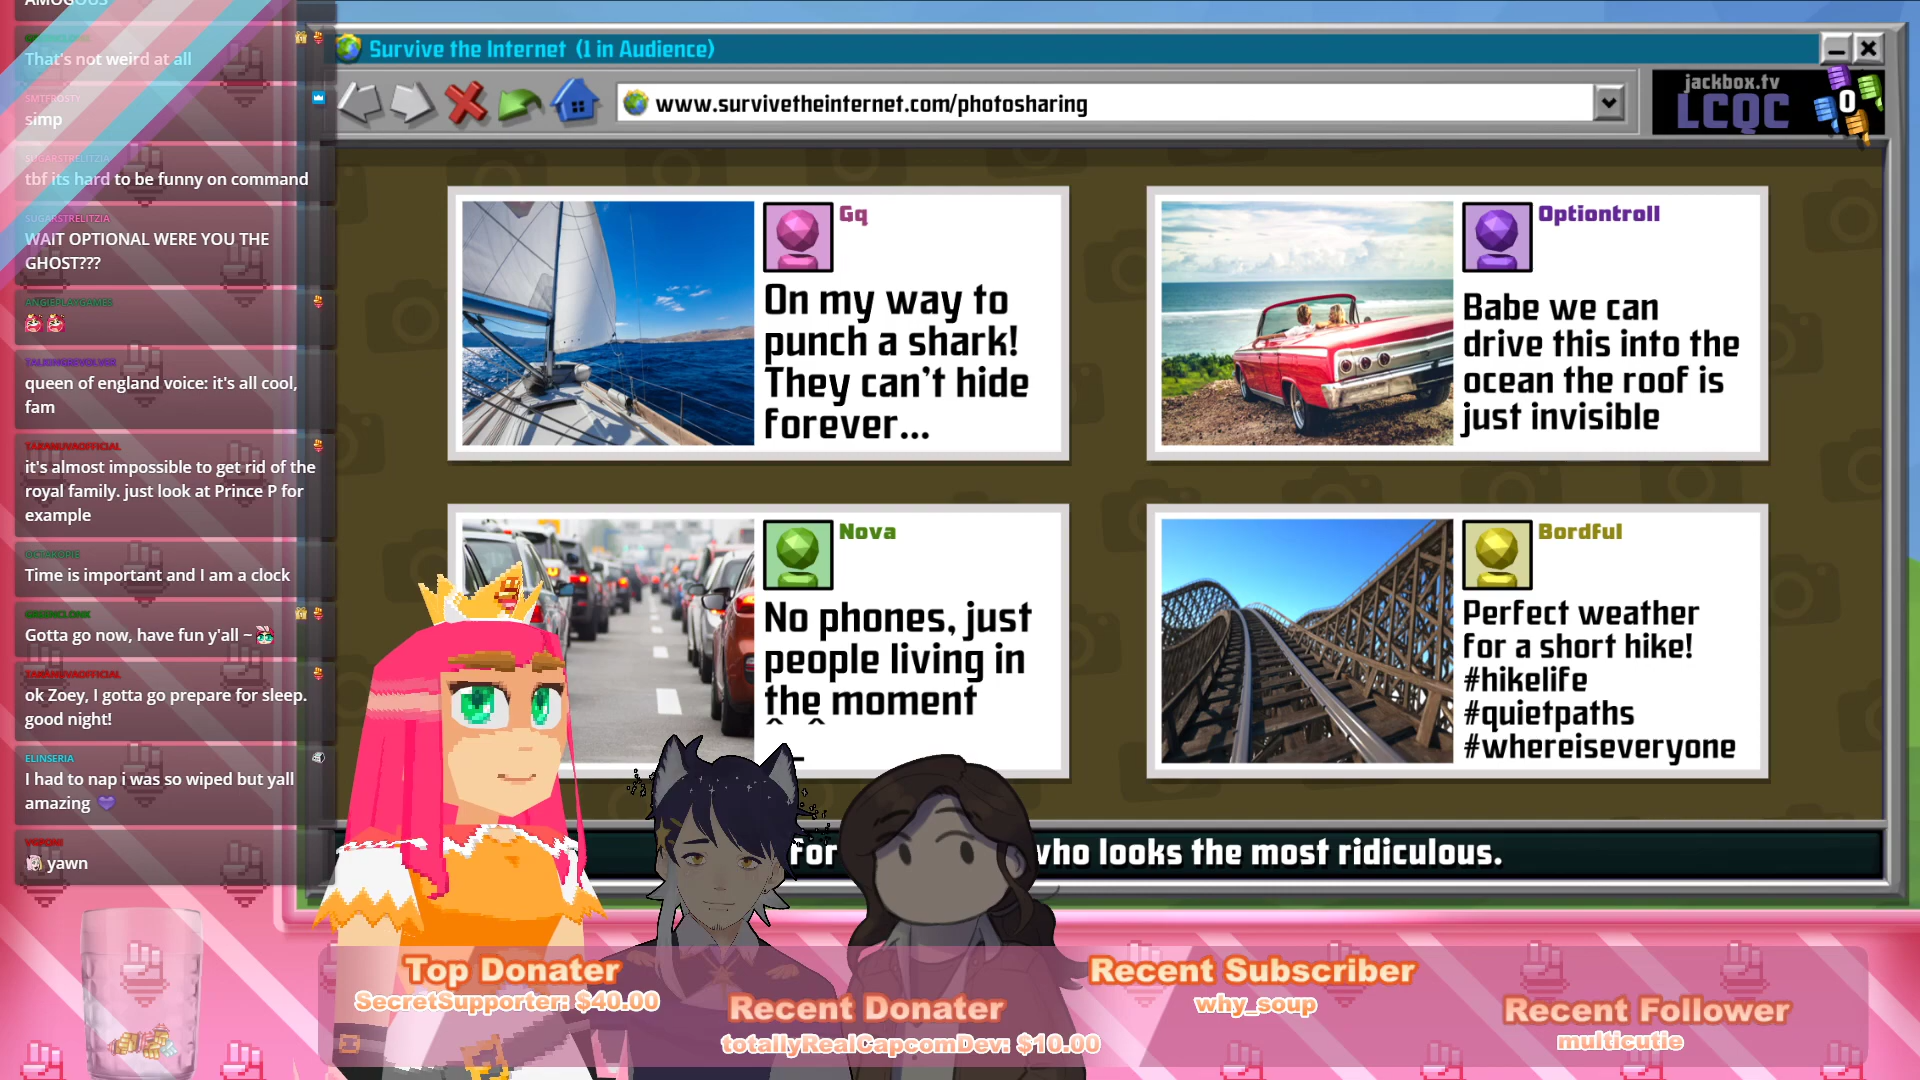 AMOGOUS
That's not weird at all
SMTFROSTY
simp
SUGARSTRELITZIA
tbf its hard to be funny on command
SUGARSTRELITZIA
WAIT OPTIONAL WERE YOU THE
GHOST???
ANGIEPLAYGAMES
queen of england voice: it's all cool,
fam
TARANUVAOFFICIAL
it's almost impossible to get rid of the
royal family. just look at Prince P for
example
Time is important and I am a clock
GREENCLONK
Gotta go now, have fun y'all ~
TARANUVAOFFICIAL
ok Zoey, I gotta go prepare for sleep.
good night!
ELINSERIA
I had to nap i was so wiped but yall
amazing
yawn
Survive the Internet (1 in Audience)
www.survivetheinternet.com/photosharing
jackbox.tv
LCQC
0
Gq
On my way to
punch a shark!
They can't hide
forever...
Optiontroll
Babe we can
drive this into the
ocean the roof is
just invisible
Nova
No phones, just
people living in
the moment
^_^
Bordful
Perfect weather
for a short hike!
#hikelife
#quietpaths
#whereiseveryone
for who looks the most ridiculous.
Top Donater
SecretSupporter: $40.00
Recent Donater
totallyRealCapcomDev: $10.00
Recent Subscriber
why_soup
Recent Follower
multicutie